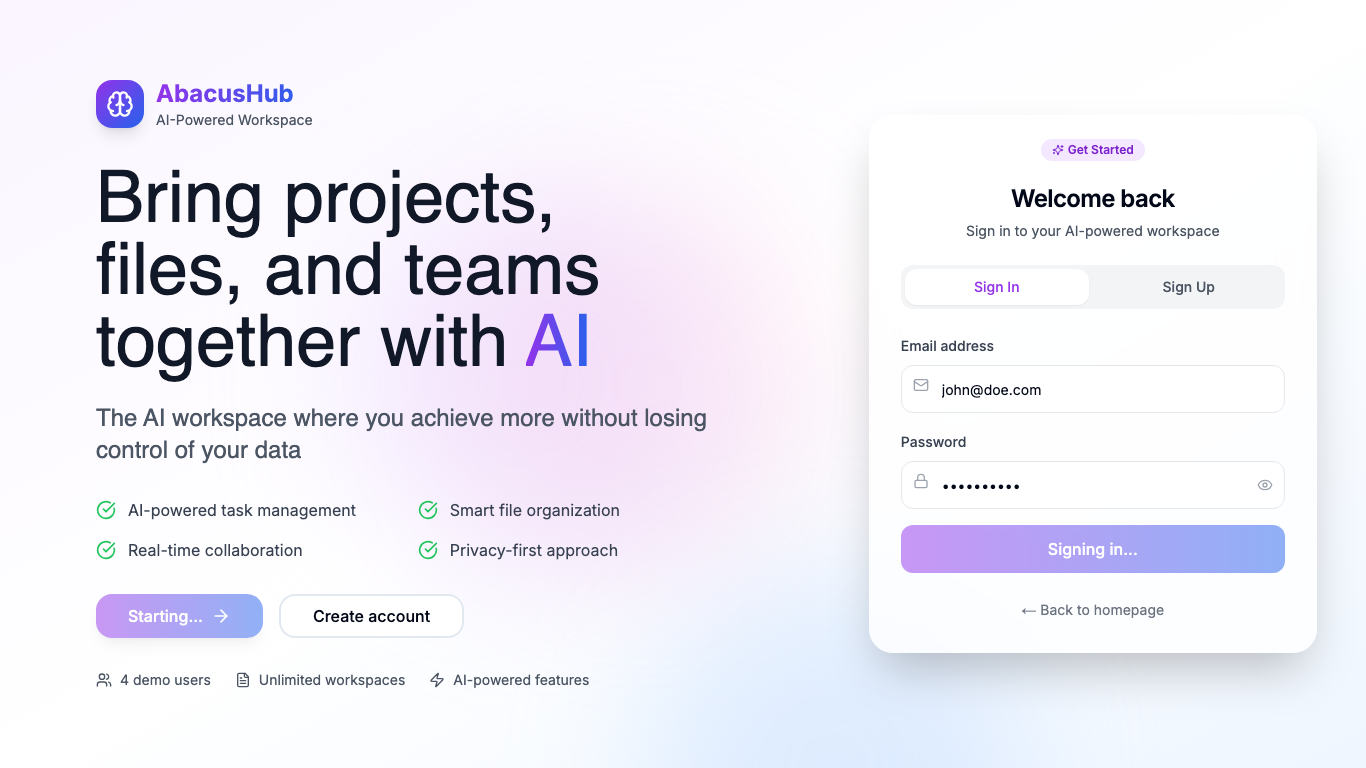 AbacusHub
AI-Powered Workspace
Bring projects,
files, and teams
together with AI
The AI workspace where you achieve more without losing
control of your data
AI-powered task management
Smart file organization
Real-time collaboration
Privacy-first approach
Starting...
Create account
4 demo users
Unlimited workspaces
AI-powered features
Get Started
Welcome back
Sign in to your AI-powered workspace
Sign In
Sign Up
Email address
john@doe.com
Password
••••••••••
Signing in...
← Back to homepage